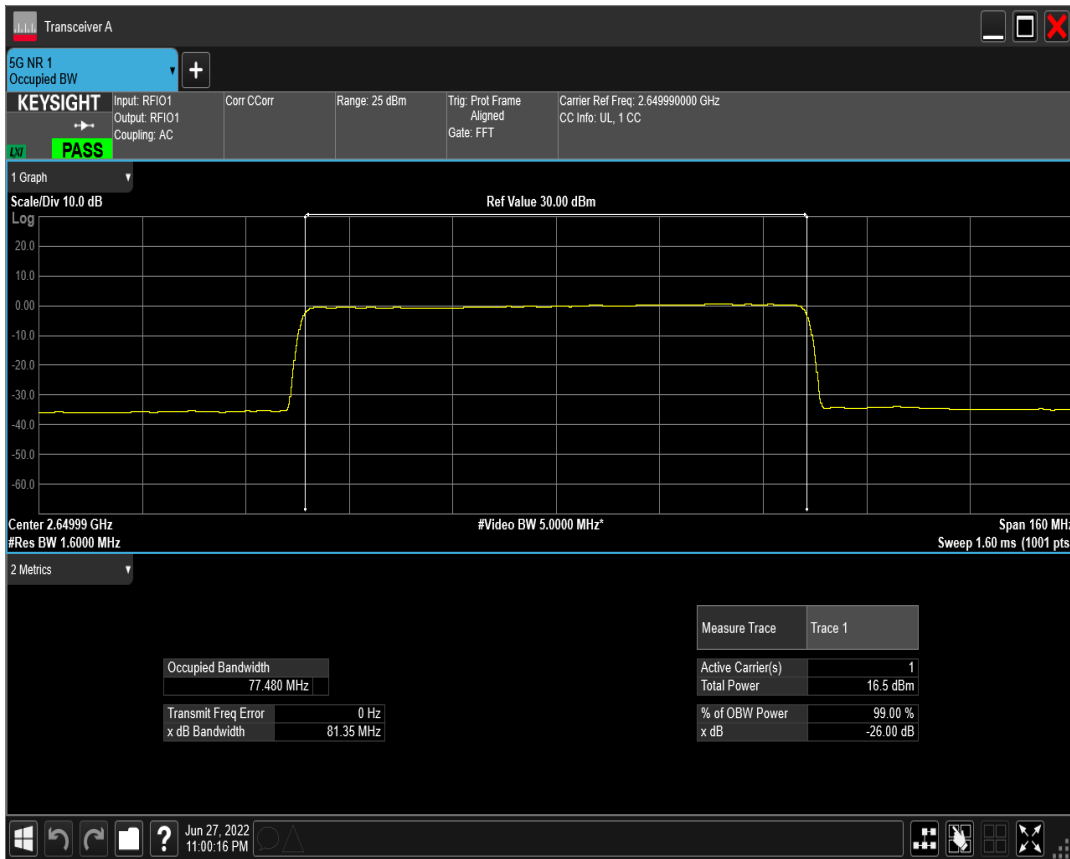 Transceiver A
5G NR 1
Occupied BW
KEYSIGHT
LXI
PASS
Input: RFIO1
Output: RFIO1
Coupling: AC
Corr CCorr
Range: 25 dBm
Trig: Prot Frame
Aligned
Gate: FFT
Carrier Ref Freq: 2.649990000 GHz
CC Info: UL, 1 CC
1 Graph
Scale/Div 10.0 dB
Ref Value 30.00 dBm
Log
20.0
10.0
0.00
-10.0
-20.0
-30.0
-40.0
-50.0
-60.0
Center 2.64999 GHz
#Video BW 5.0000 MHz*
Span 160 MHz
#Res BW 1.6000 MHz
Sweep 1.60 ms (1001 pts
2 Metrics
Measure Trace Trace 1
Occupied Bandwidth
77.480 MHz
Active Carrier(s) 1
Total Power 16.5 dBm
Transmit Freq Error 0 Hz
x dB Bandwidth 81.35 MHz
% of OBW Power 99.00 %
x dB -26.00 dB
?
Jun 27, 2022
11:00:16 PM